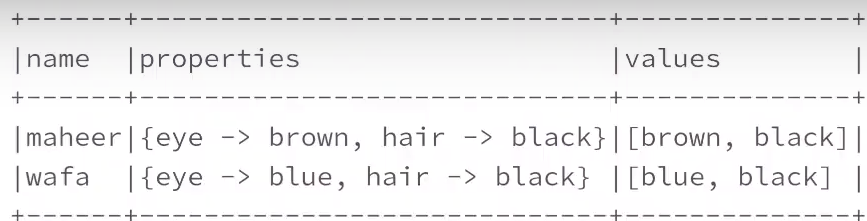 +------+-----------------------------+--------------+
|name  |properties                   |values        |
+------+-----------------------------+--------------+
|maheer|{eye -> brown, hair -> black}|[brown, black]|
|wafa  |{eye -> blue, hair -> black} |[blue, black] |
+------+-----------------------------+--------------+